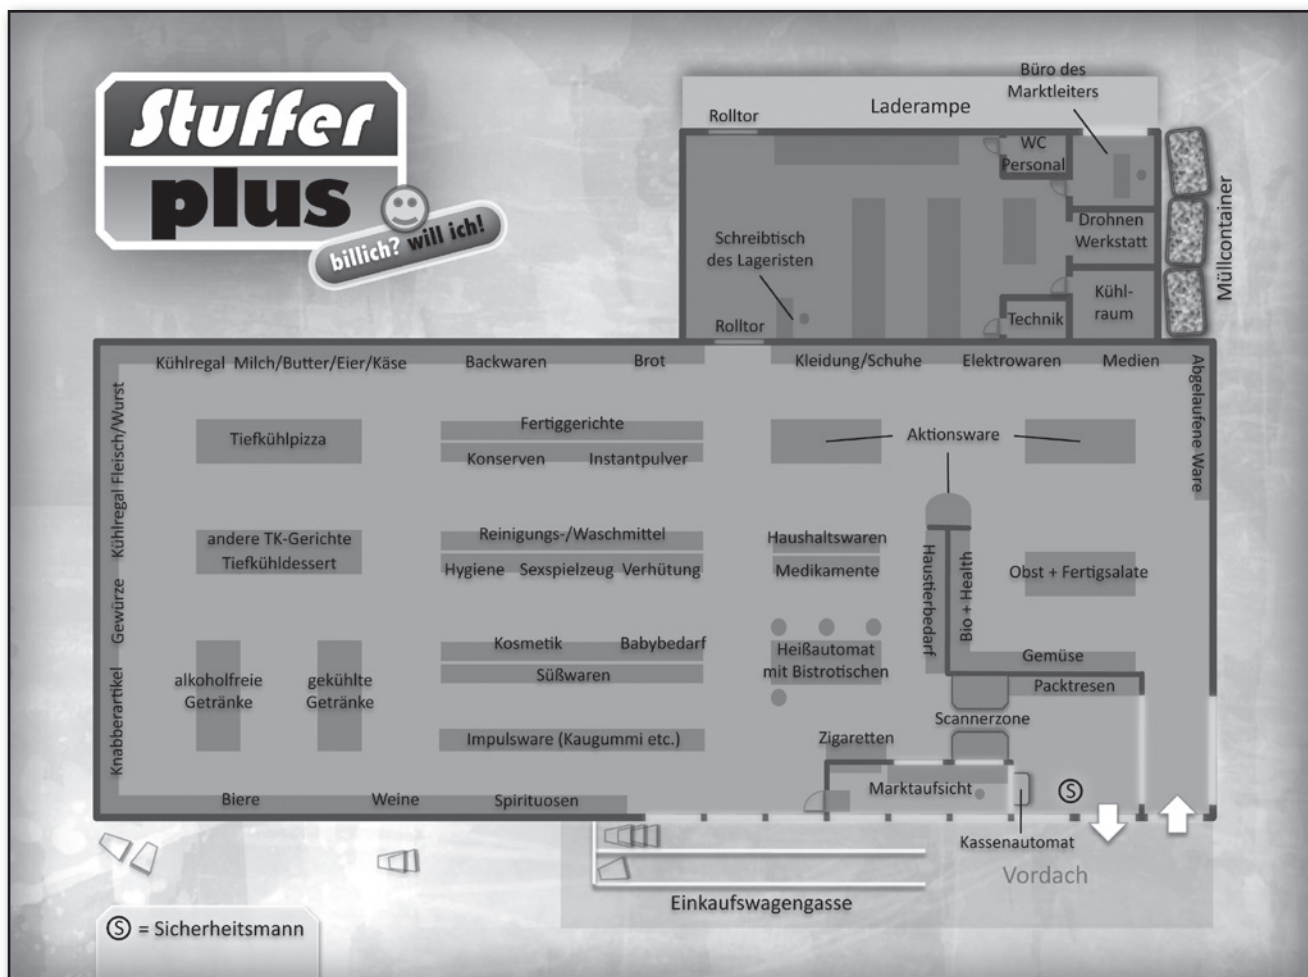 Stuffer
plus
billich? will ich!
Büro des
Marktleiters
Laderampe
Rolltor
WC
Personal
Müllcontainer
Drohnen
Werkstatt
Schreibtisch
des Lageristen
Kühl-
raum
Technik
Rolltor
Kühlregal Milch/Butter/Eier/Käse
Backwaren
Brot
Kleidung/Schuhe
Elektrowaren
Medien
Abgelaufene Ware
Kühlregal Fleisch/Wurst
Gewürze
Knabberartikel
Tiefkühlpizza
Fertiggerichte
Konserven
Instantpulver
Aktionsware
andere TK-Gerichte
Tiefkühldessert
Reinigungs-/Waschmittel
Hygiene
Sexspielzeug
Verhütung
Haushaltswaren
Medikamente
Haustierbedarf
Bio + Health
Obst + Fertigsalate
Kosmetik
Babybedarf
Süßwaren
Heißautomat
mit Bistrotischen
Gemüse
Packtresen
alkoholfreie
Getränke
gekühlte
Getränke
Scannerzone
Impulsware (Kaugummi etc.)
Zigaretten
Marktaufsicht
S
Biere
Weine
Spirituosen
Kassenautomat
Vordach
Einkaufswagengasse
S = Sicherheitsmann